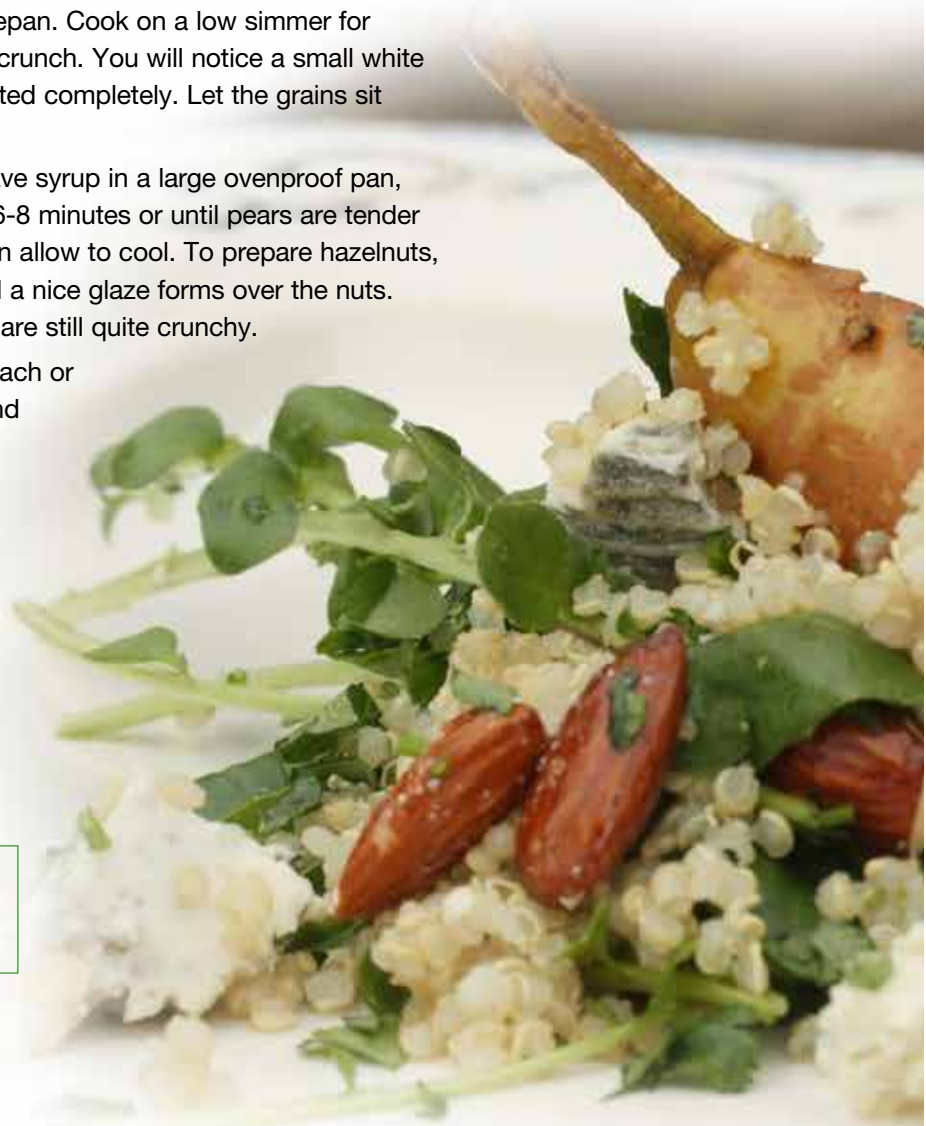 epan. Cook on a low simmer for
crunch. You will notice a small white
ted completely. Let the grains sit
ve syrup in a large ovenproof pan,
6-8 minutes or until pears are tender
n allow to cool. To prepare hazelnuts,
a nice glaze forms over the nuts.
are still quite crunchy.
ach or
nd